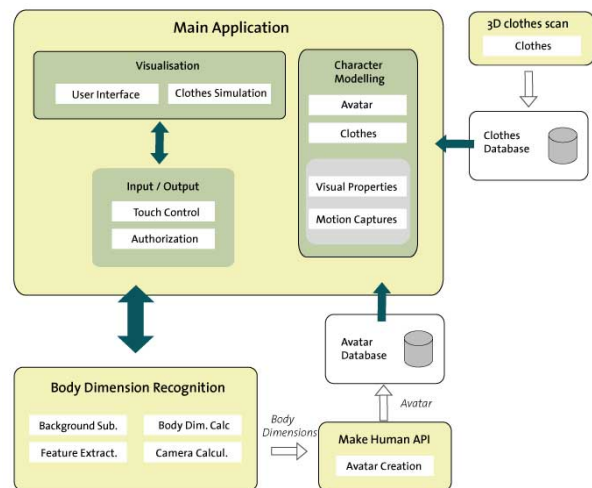 Main Application
Visualisation
User Interface
Clothes Simulation
Input / Output
Touch Control
Authorization
Character
Modelling
Avatar
Clothes
Visual Properties
Motion Captures
3D clothes scan
Clothes
Clothes
Database
Avatar
Database
Body Dimension Recognition
Background Sub.
Body Dim. Calc
Feature Extract.
Camera Calcul.
Body
Dimensions
Avatar
Make Human API
Avatar Creation